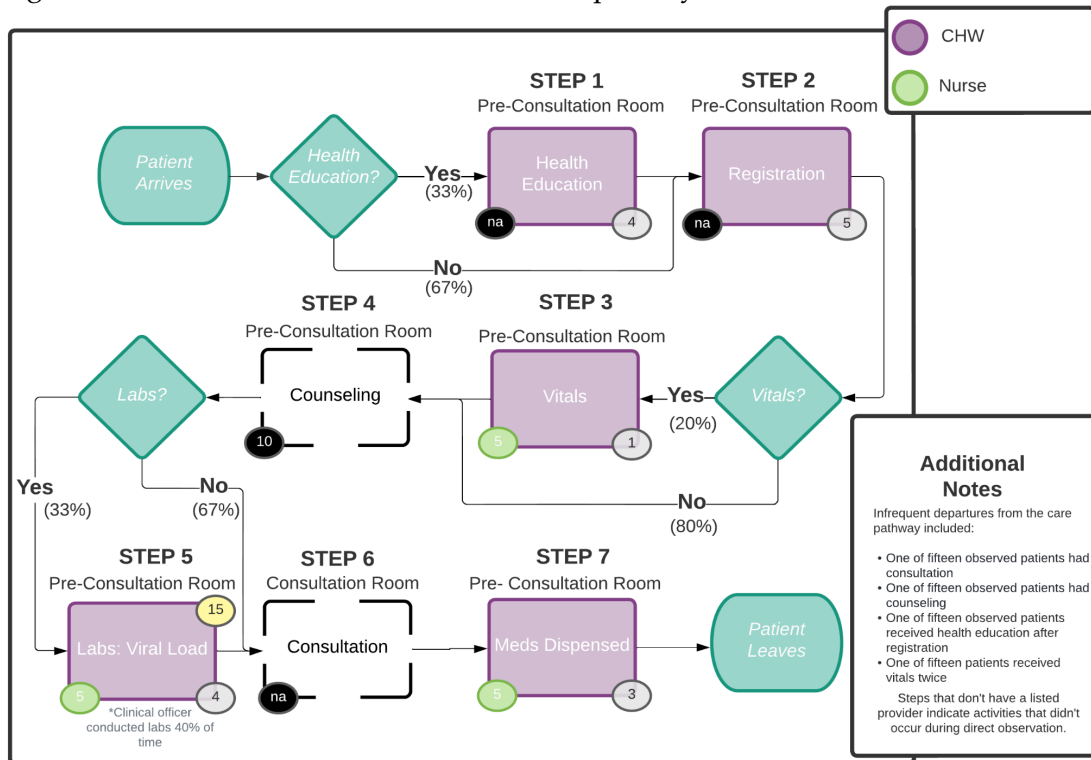 CHW
Nurse
STEP 1
Pre-Consultation Room
STEP 2
Pre-Consultation Room
Patient
Arrives
Health
Education?
Yes
(33%)
Health
Education
na
4
Registration
na
5
No
(67%)
STEP 4
Pre-Consultation Room
STEP 3
Pre-Consultation Room
Labs?
Counseling
10
Vitals
5
1
Yes
(20%)
Vitals?
No
(80%)
Yes
(33%)
No
(67%)
STEP 5
Pre-Consultation Room
15
Labs: Viral Load
5
4
*Clinical officer
conducted labs 40% of
time
STEP 6
Consultation Room
Consultation
na
STEP 7
Pre- Consultation Room
Meds Dispensed
5
3
Patient
Leaves
Additional
Notes
Infrequent departures from the care
pathway included:
• One of fifteen observed patients had
consultation
• One of fifteen observed patients had
counseling
• One of fifteen observed patients
received health education after
registration
• One of fifteen patients received
vitals twice
Steps that don't have a listed
provider indicate activities that didn't
occur during direct observation.